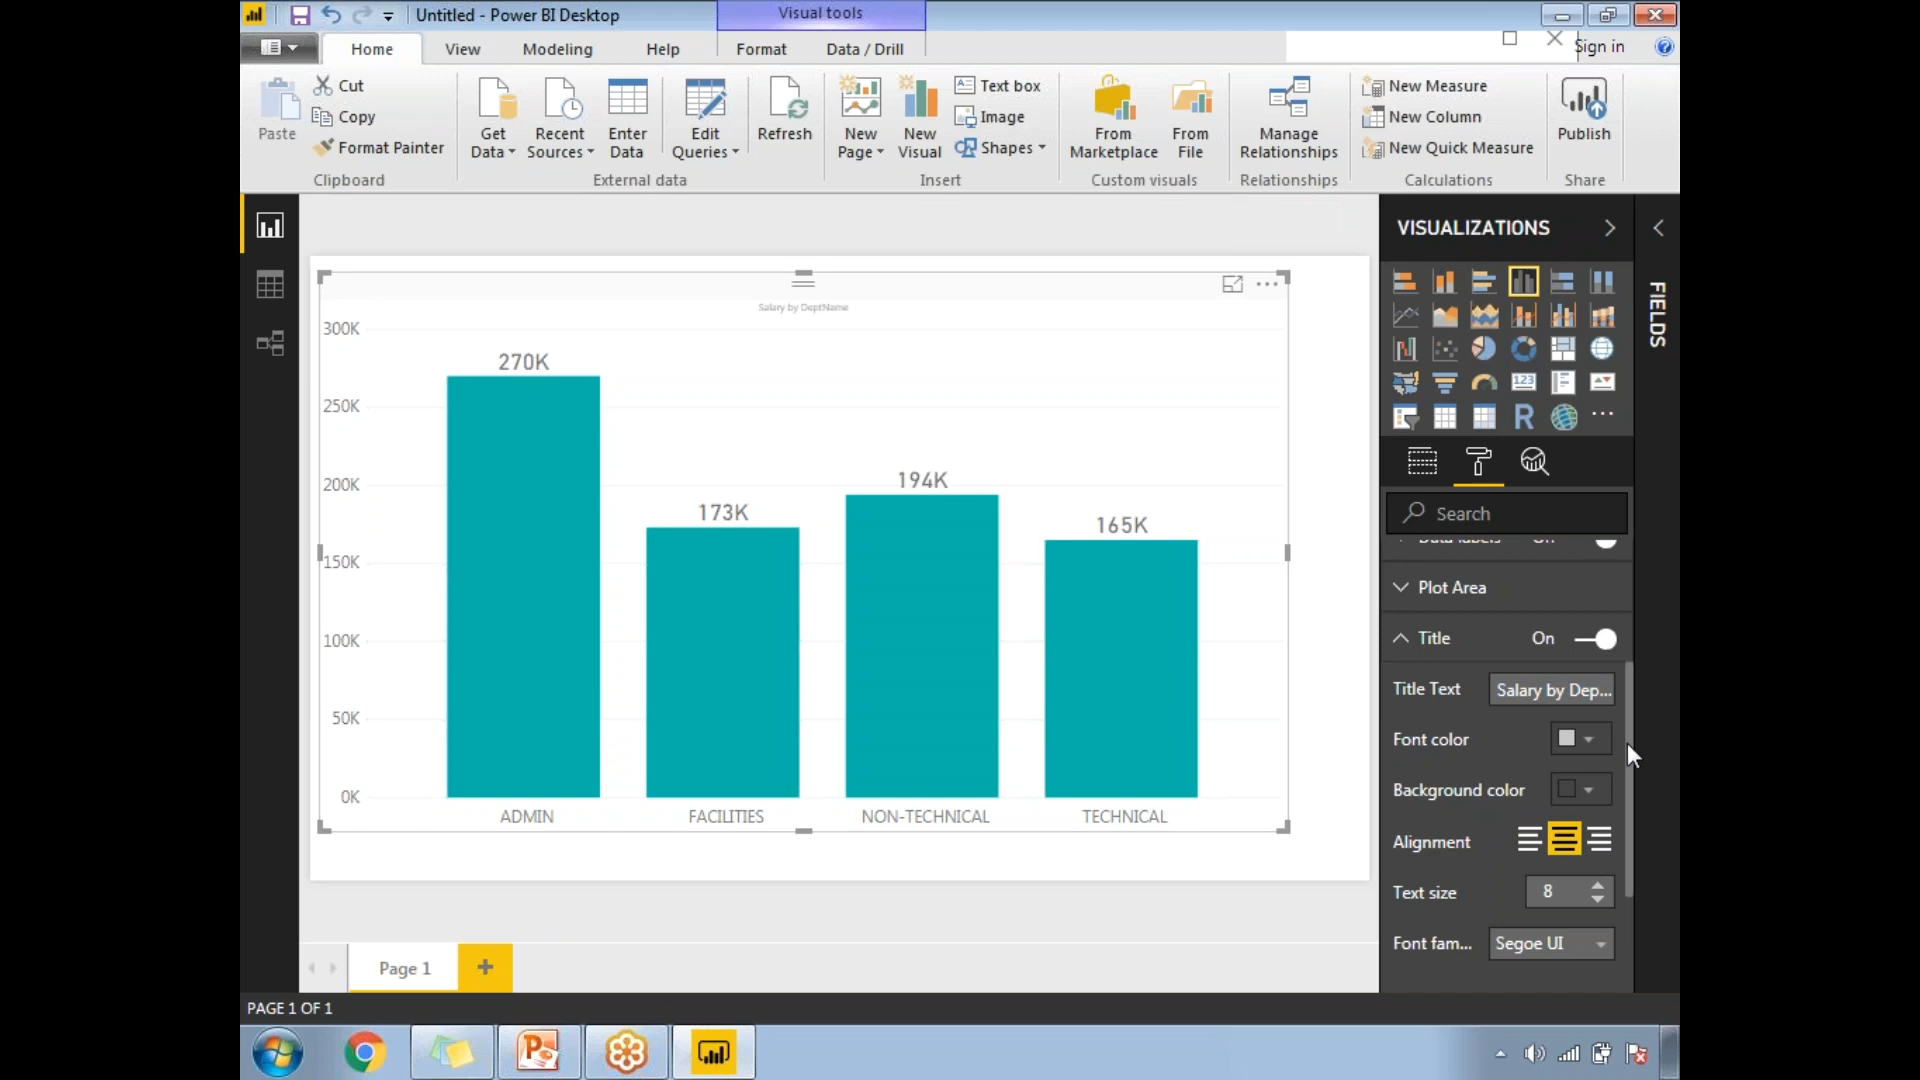 Untitled - Power BI Desktop
Visual tools
Home View Modeling Help Format Data / Drill
Sign in
Paste
Cut
Copy
Format Painter
Clipboard
Get Data
Recent Sources
Enter Data
Edit Queries
Refresh
External data
New Page
New Visual
Text box
Image
Shapes
Insert
From Marketplace
From File
Custom visuals
Manage Relationships
Relationships
New Measure
New Column
New Quick Measure
Calculations
Publish
Share
Salary by DeptName
300K
250K
200K
150K
100K
50K
0K
270K
173K
194K
165K
ADMIN FACILITIES NON-TECHNICAL TECHNICAL
VISUALIZATIONS
FIELDS
123
R
Search
Data labels
Plot Area
Title On
Title Text Salary by Dep...
Font color
Background color
Alignment
Text size 8
Font fam... Segoe UI
Page 1
PAGE 1 OF 1